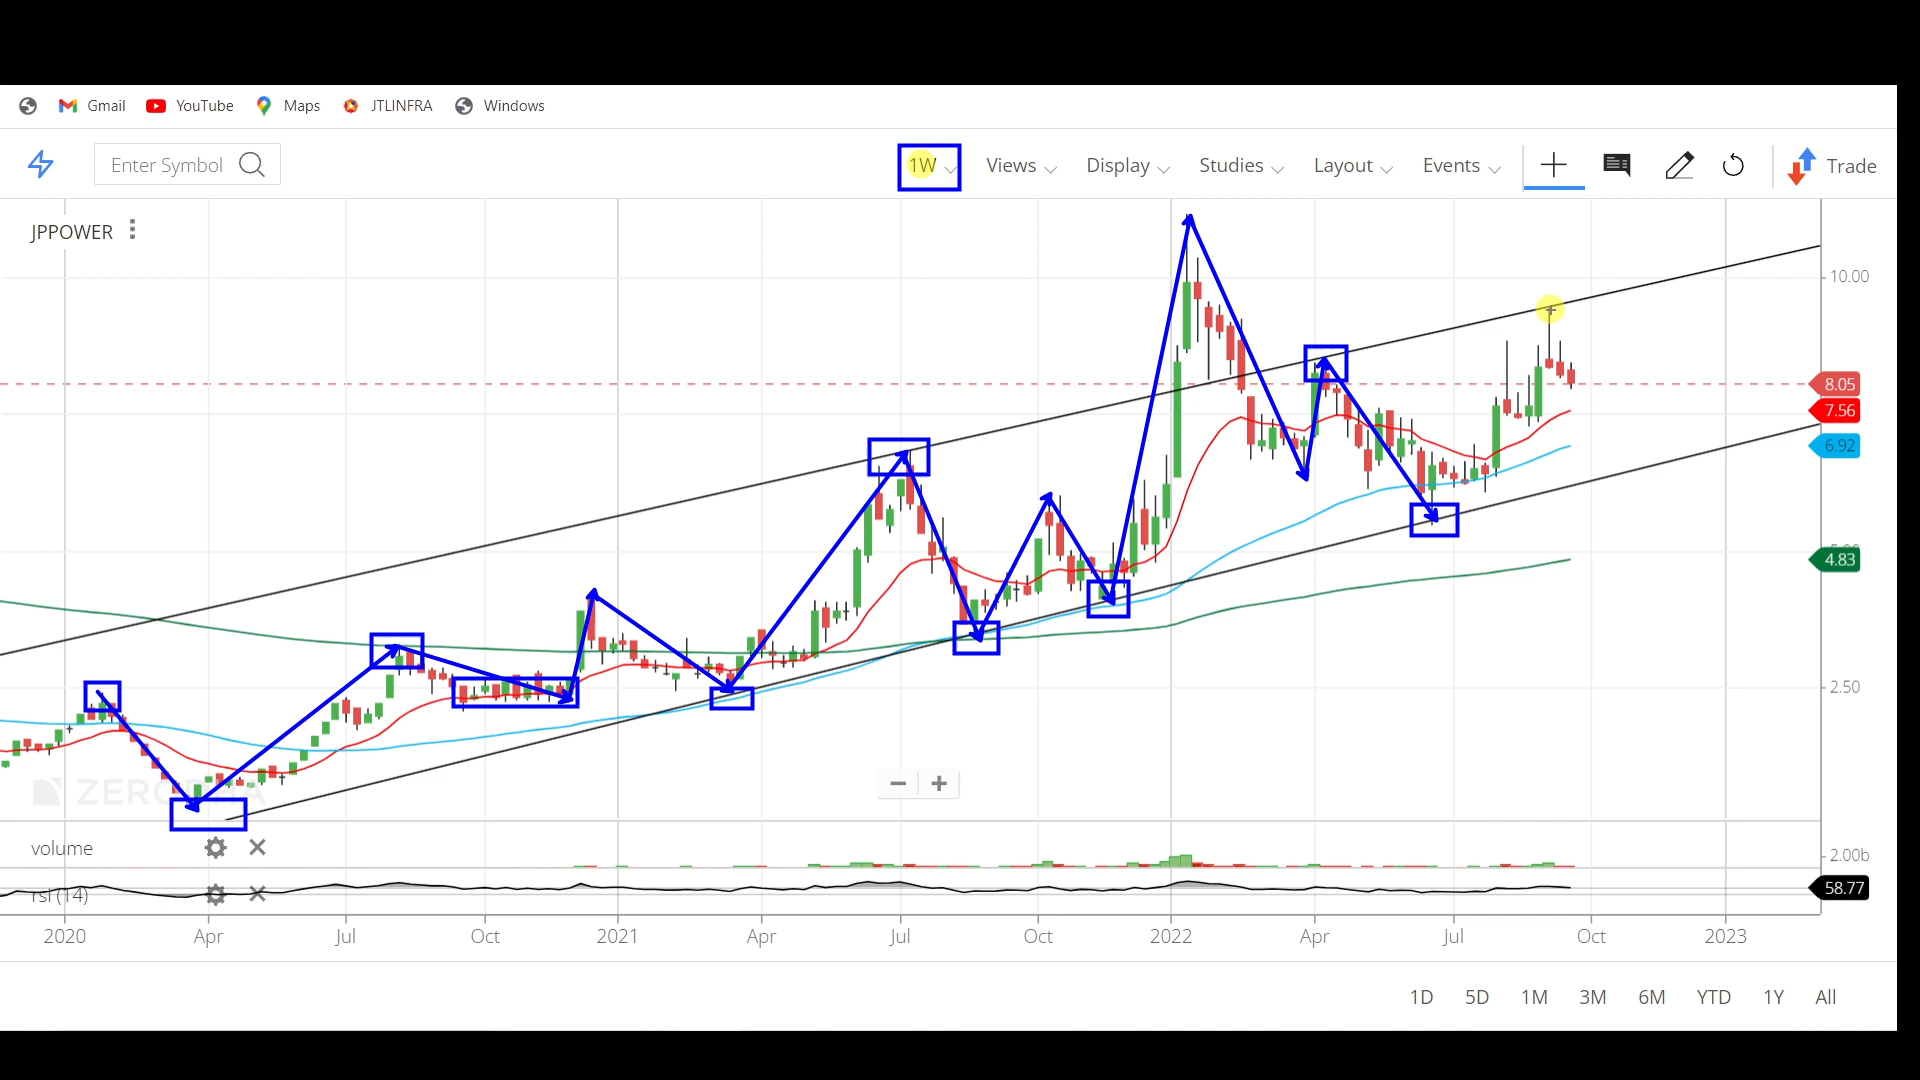 Gmail YouTube Maps JTLINFRA Windows
Enter Symbol 1W Views Display Studies Layout Events Trade
JPPOWER
10.00
8.05
7.56
6.92
4.83
2.50
ZERODHA
volume
2.00b
rsi (14)
58.77
2020 Apr Jul Oct 2021 Apr Jul Oct 2022 Apr Jul Oct 2023
1D 5D 1M 3M 6M YTD 1Y All